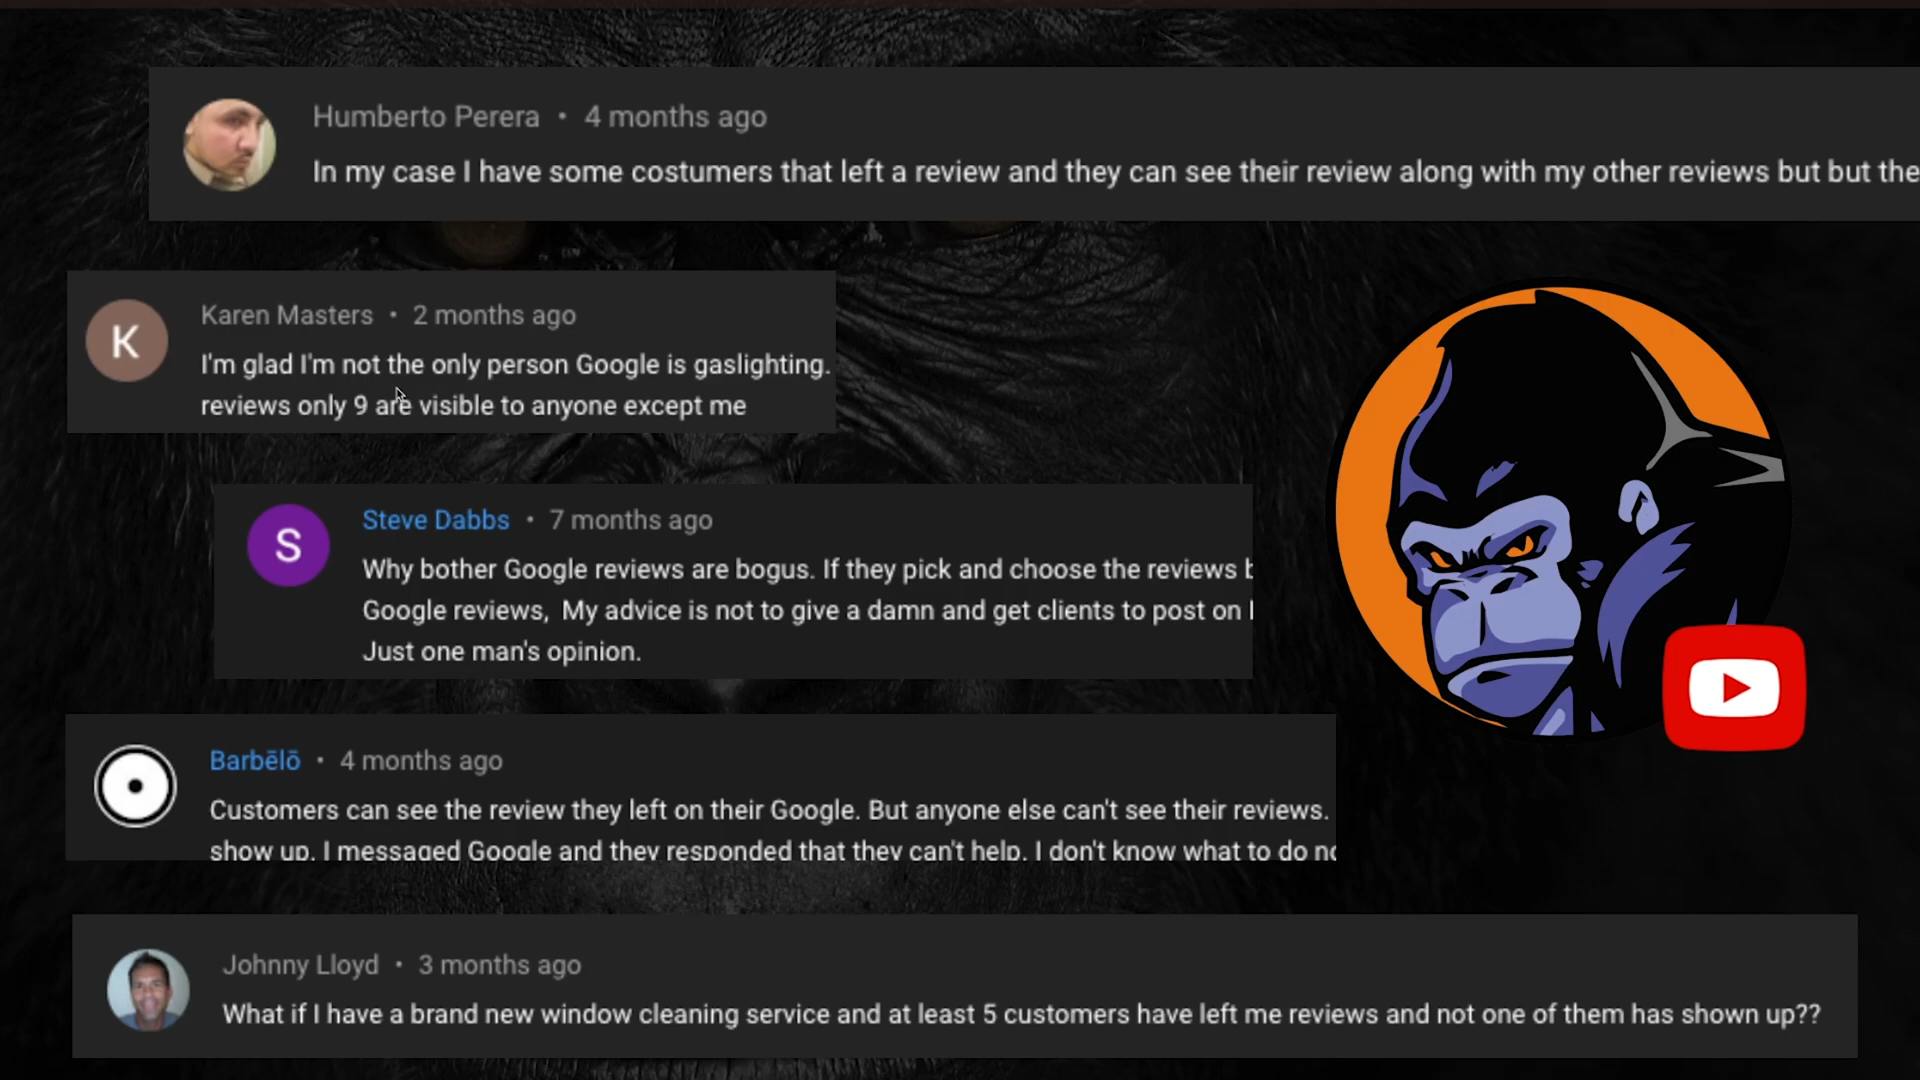 Humberto Perera • 4 months ago
In my case I have some costumers that left a review and they can see their review along with my other reviews but but the
K
Karen Masters • 2 months ago
I'm glad I'm not the only person Google is gaslighting.
reviews only 9 are visible to anyone except me
S
Steve Dabbs • 7 months ago
Why bother Google reviews are bogus. If they pick and choose the reviews
Google reviews, My advice is not to give a damn and get clients to post on
Just one man's opinion.
Barbēlō • 4 months ago
Customers can see the review they left on their Google. But anyone else can't see their reviews.
show up. I messaged Google and they responded that they can't help. I don't know what to do
Johnny Lloyd • 3 months ago
What if I have a brand new window cleaning service and at least 5 customers have left me reviews and not one of them has shown up??